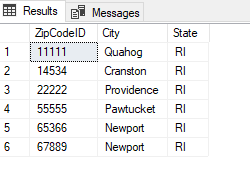 Results Messages
ZipCodeID City State
1 11111 Quahog RI
2 14534 Cranston RI
3 22222 Providence RI
4 55555 Pawtucket RI
5 65366 Newport RI
6 67889 Newport RI